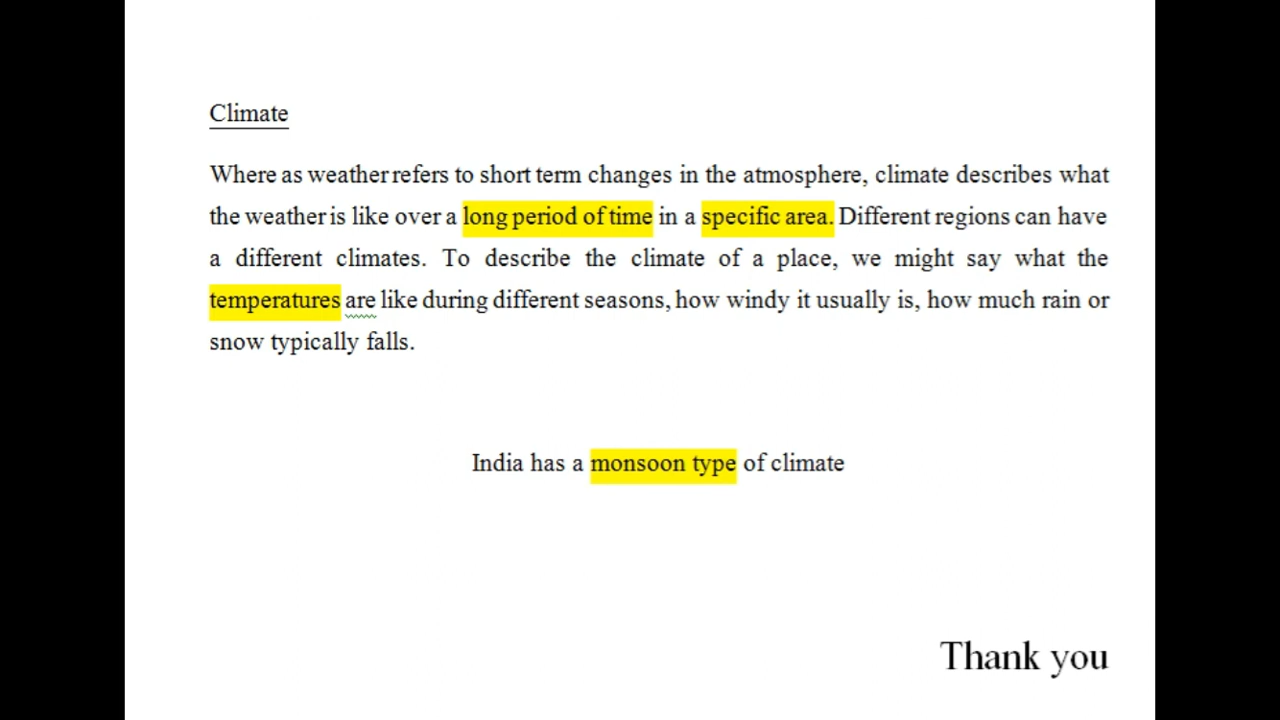 Climate
Where as weather refers to short term changes in the atmosphere, climate describes what
the weather is like over a long period of time in a specific area. Different regions can have
a different climates. To describe the climate of a place, we might say what the
temperatures are like during different seasons, how windy it usually is, how much rain or
snow typically falls.
India has a monsoon type of climate
Thank you